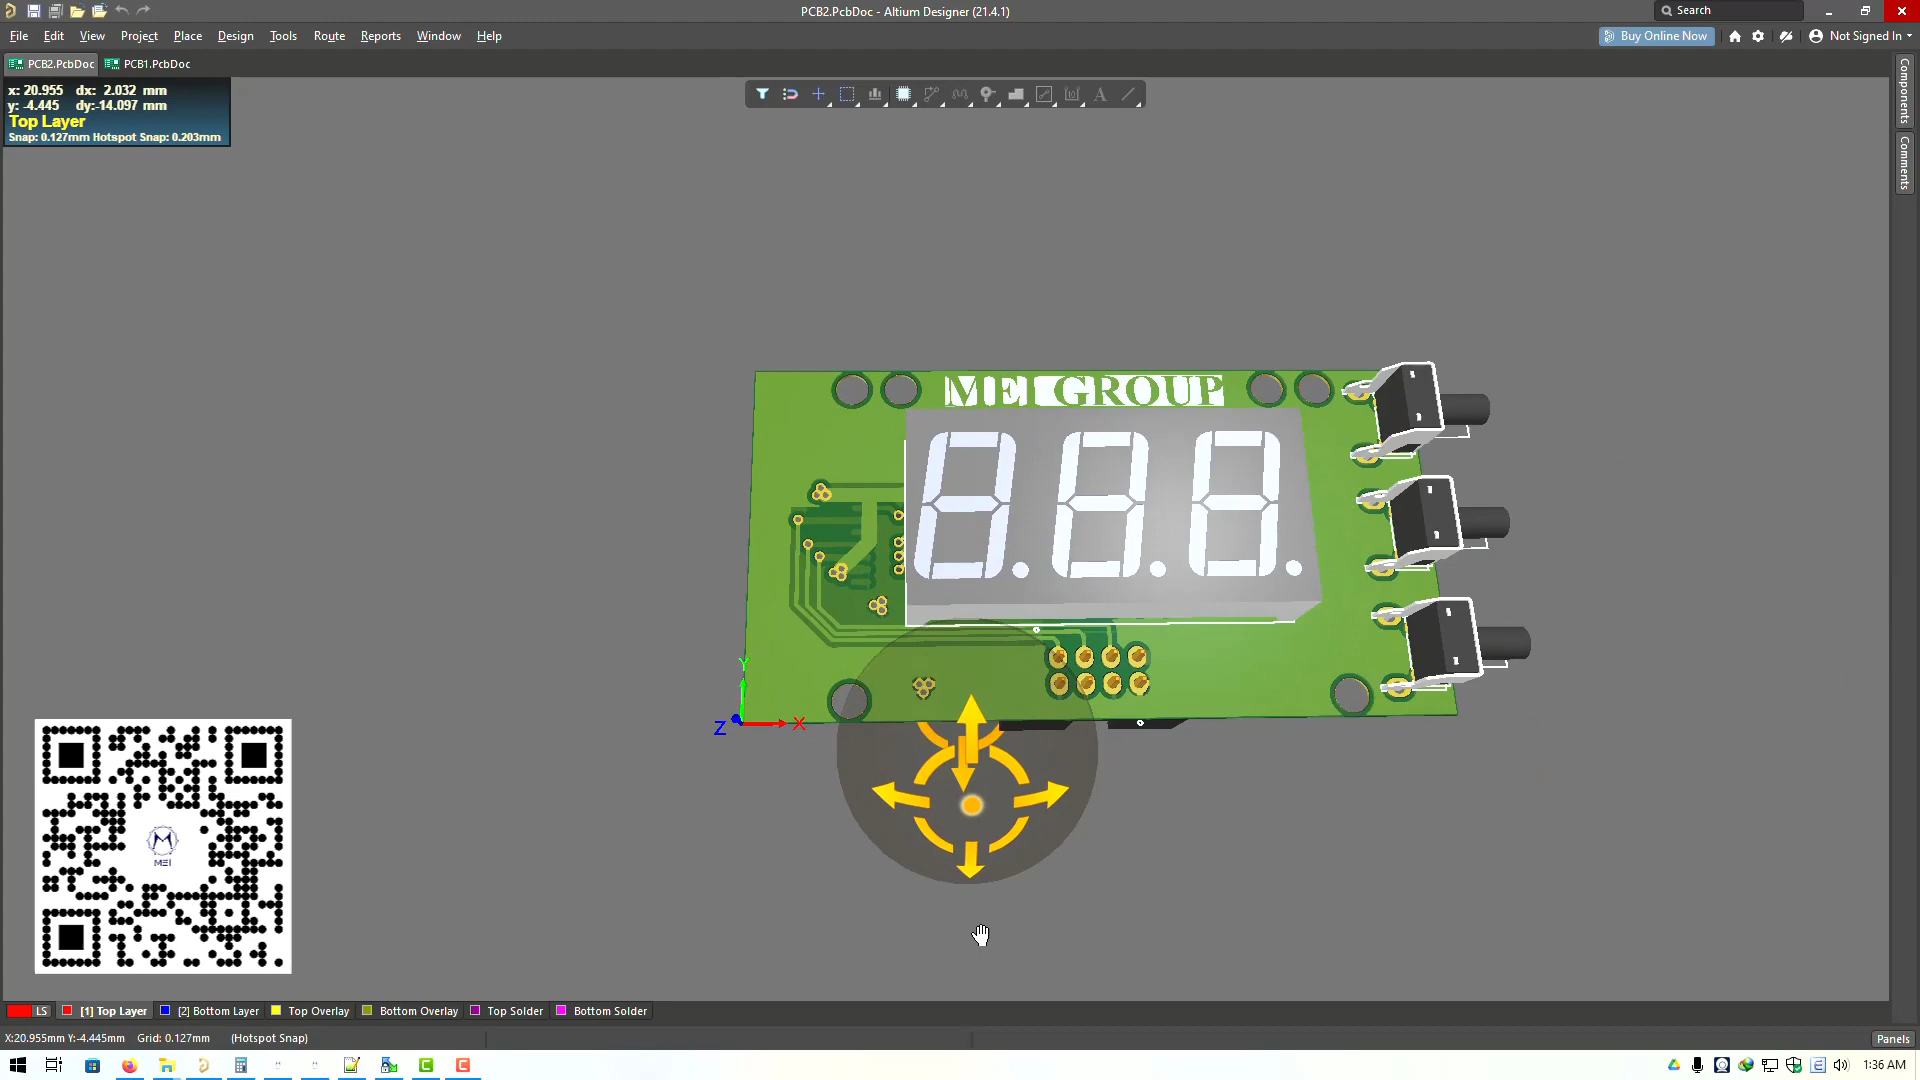 PCB2.PcbDoc - Altium Designer (21.4.1)
Search
File Edit View Project Place Design Tools Route Reports Window Help
Buy Online Now
Not Signed In
PCB2.PcbDoc PCB1.PcbDoc
x: 20.955 dx: 2.032 mm
y: -4.445 dy:-14.097 mm
Top Layer
Snap: 0.127mm Hotspot Snap: 0.203mm
Components
Comments
MEI GROUP
8.8.8.
Y
Z X
MEI
LS [1] Top Layer [2] Bottom Layer Top Overlay Bottom Overlay Top Solder Bottom Solder
X:20.955mm Y:-4.445mm Grid: 0.127mm (Hotspot Snap)
Panels
1:36 AM